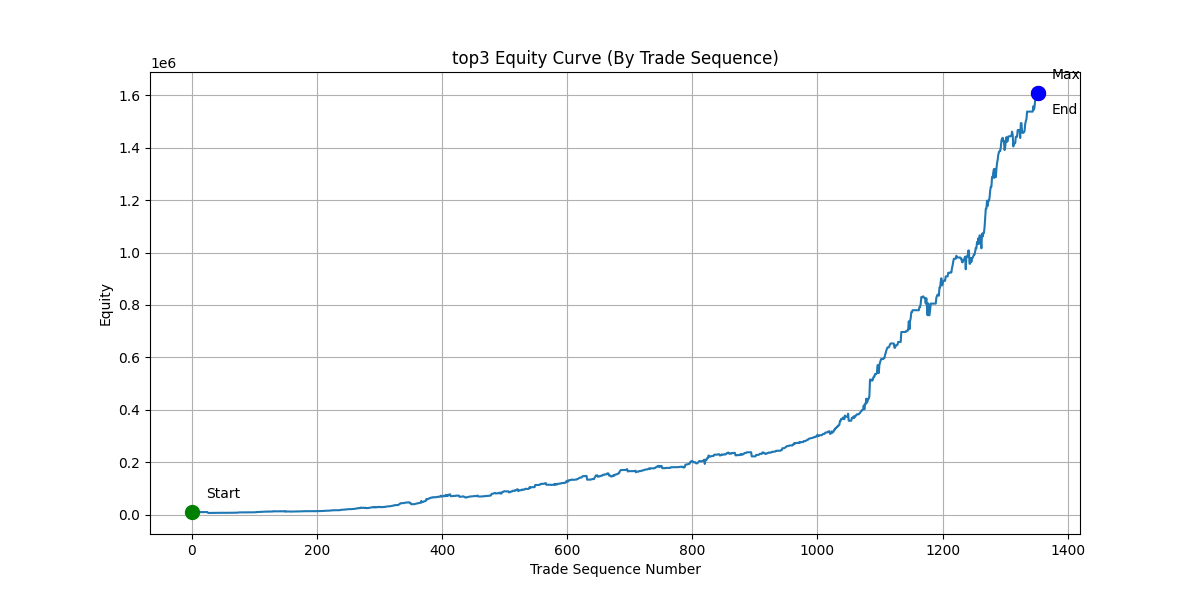 top3 Equity Curve (By Trade Sequence)
1e6
Max
1.6
End
1.4
1.2
1.0
0.8
Equity
0.6
0.4
0.2
Start
0.0
0 200 400 600 800 1000 1200 1400
Trade Sequence Number